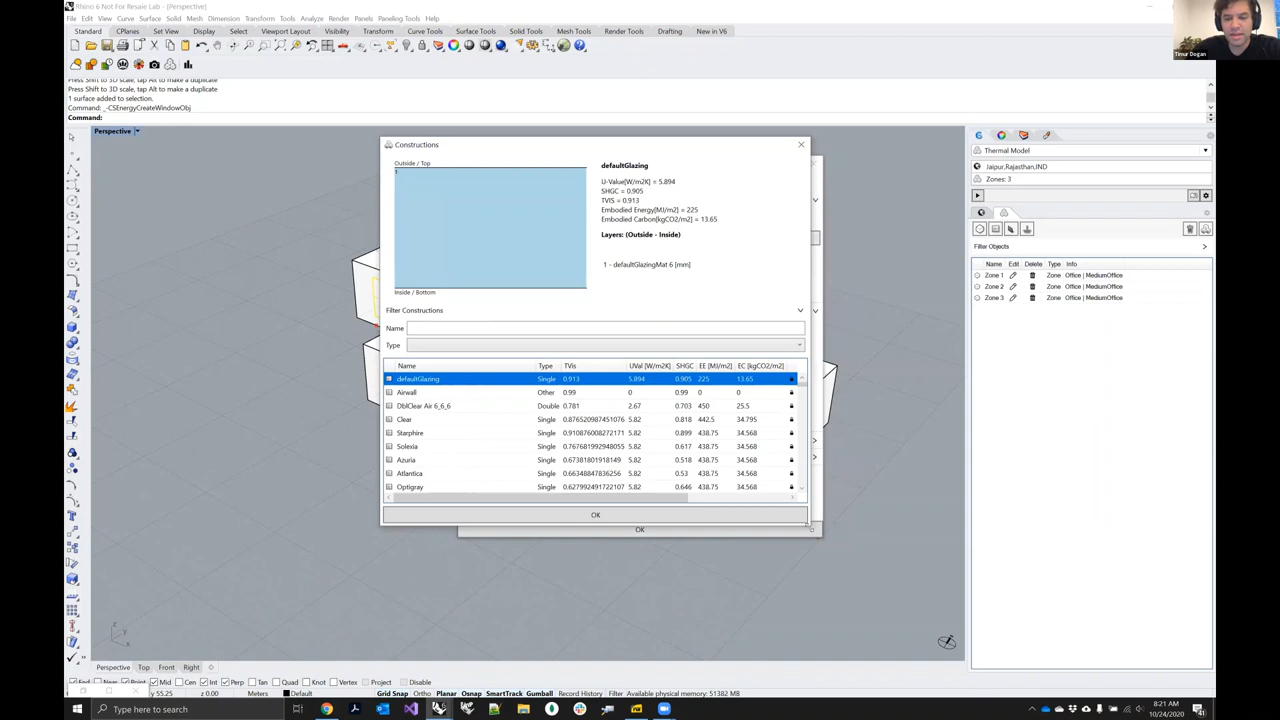 Rhino 6 Not For Resale Lab - [Perspective]
File Edit View Curve Surface Solid Mesh Dimension Transform Tools Analyze Render Panels Paneling Tools Help
Standard CPlanes Set View Display Select Viewport Layout Visibility Transform Curve Tools Surface Tools Solid Tools Mesh Tools Render Tools Drafting New in V6
Timur Dogan
Press Shift to 3D scale, tap Alt to make a duplicate
Press Shift to 3D scale, tap Alt to make a duplicate
1 surface added to selection.
Command: _-CSEnergyCreateWindowObj
Command:
Perspective
Constructions
Outside / Top
1
Inside / Bottom
defaultGlazing
U-Value[W/m2K] = 5.894
SHGC = 0.905
TVIS = 0.913
Embodied Energy[MJ/m2] = 225
Embodied Carbon[kgCO2/m2] = 13.65
Layers: (Outside - Inside)
1 - defaultGlazingMat 6 [mm]
Filter Constructions
Name
Type
Name Type TVis UVal [W/m2K] SHGC EE [MJ/m2] EC [kgCO2/m2]
defaultGlazing Single 0.913 5.894 0.905 225 13.65
Airwall Other 0.99 0 0.99 0 0
DblClear Air 6_6_6 Double 0.781 2.67 0.703 450 25.5
Clear Single 0.876520987451076 5.82 0.818 442.5 34.795
Starphire Single 0.910876008272171 5.82 0.899 438.75 34.568
Solexia Single 0.767681992948055 5.82 0.617 438.75 34.568
Azuria Single 0.67381801918149 5.82 0.518 438.75 34.568
Atlantica Single 0.66348847836256 5.82 0.53 438.75 34.568
Optigray Single 0.627992491722107 5.82 0.646 438.75 34.568
OK
OK
Thermal Model
Jaipur,Rajasthan,IND
Zones: 3
Filter Objects
Name Edit Delete Type Info
Zone 1 Zone Office | MediumOffice
Zone 2 Zone Office | MediumOffice
Zone 3 Zone Office | MediumOffice
z
y
x
Perspective Top Front Right
End Near Point Mid Cen Int Perp Tan Quad Knot Vertex Project Disable
y 55.25 z 0.00 Meters Default Grid Snap Ortho Planar Osnap SmartTrack Gumball Record History Filter Available physical memory: 51382 MB
Type here to search
8:21 AM
10/24/2020
41